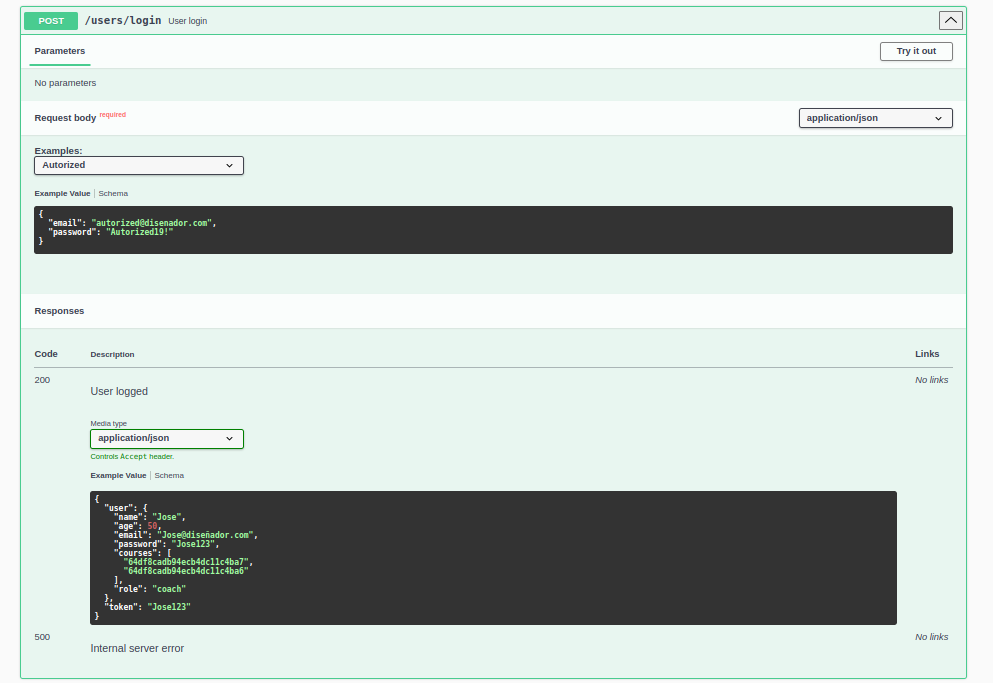 POST /users/login User login
Parameters
Try it out
No parameters
Request body required
application/json
Examples:
Autorized
Example Value | Schema
{
"email": "autorized@disenador.com",
"password": "Autorized19!"
}
Responses
Code Description Links
200 No links
User logged
Media type
application/json
Controls Accept header.
Example Value | Schema
{
"user": {
"name": "Jose",
"age": 50,
"email": "Jose@diseñador.com",
"password": "Jose123",
"courses": [
"64df8cadb94ecb4dc11c4ba7",
"64df8cadb94ecb4dc11c4ba6"
],
"role": "coach"
},
"token": "Jose123"
}
500 No links
Internal server error